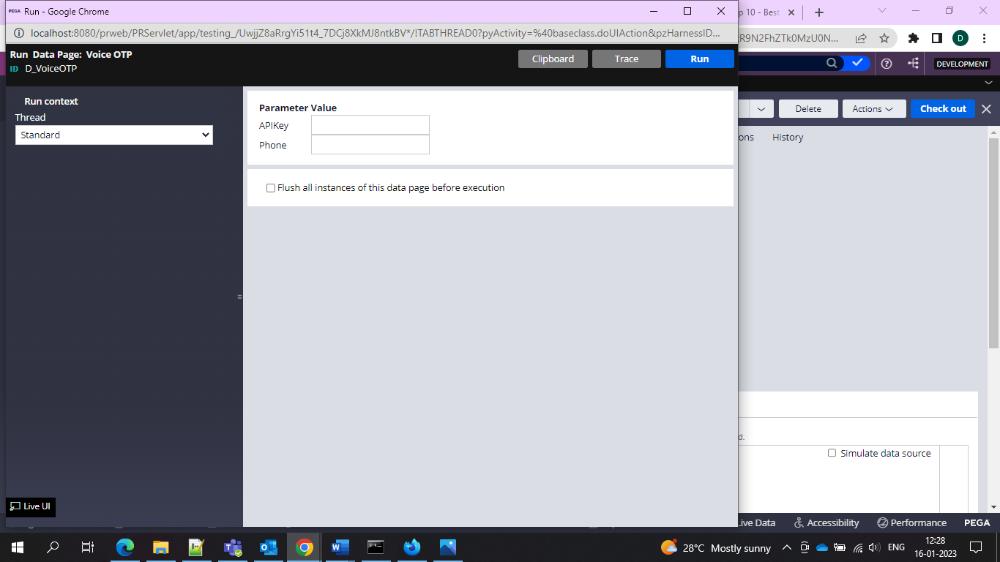 PEGA Run - Google Chrome
p 10 - Best
localhost:8080/prweb/PRServlet/app/testing_/UwjjZ8aRrgYi51t4_7DCj8XkMJ8ntkBV*/!TABTHREAD0?pyActivity=%40baseclass.doUIAction&pzHarnessID...
R9N2FhZTk0MzU0N...
D
Run Data Page: Voice OTP
ID D_VoiceOTP
Clipboard
Trace
Run
DEVELOPMENT
Run context
Thread
Standard
Parameter Value
APIKey
Phone
Flush all instances of this data page before execution
Delete
Actions
Check out
ons
History
d.
Simulate data source
Live UI
Live Data
Accessibility
Performance
PEGA
28°C Mostly sunny
ENG
12:28
16-01-2023